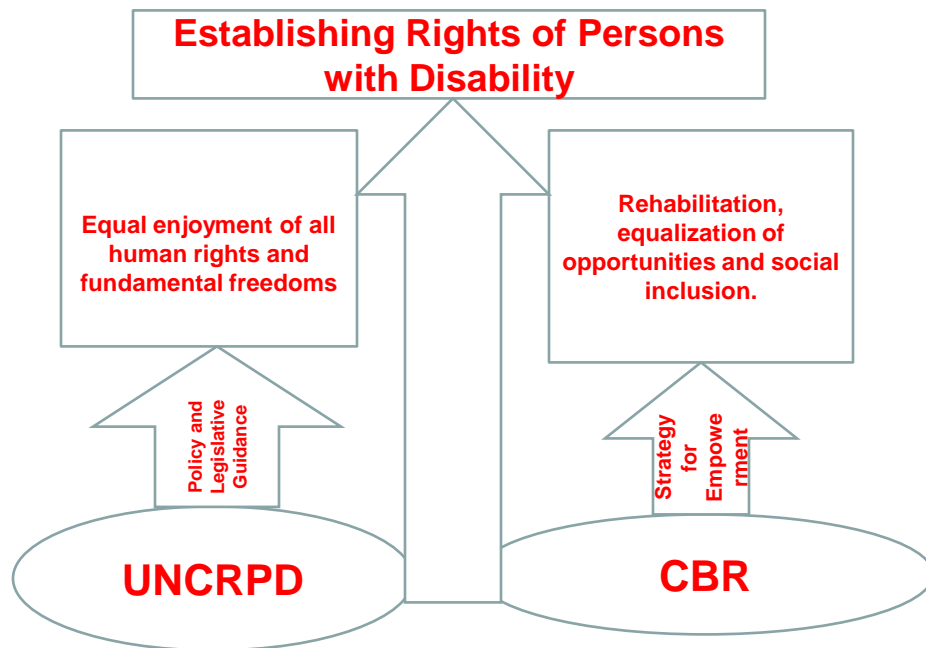 Establishing Rights of Persons
with Disability
Equal enjoyment of all
human rights and
fundamental freedoms
Rehabilitation,
equalization of
opportunities and social
inclusion.
Policy and
Legislative
Guidance
Strategy
for
Empowe
rment
UNCRPD
CBR